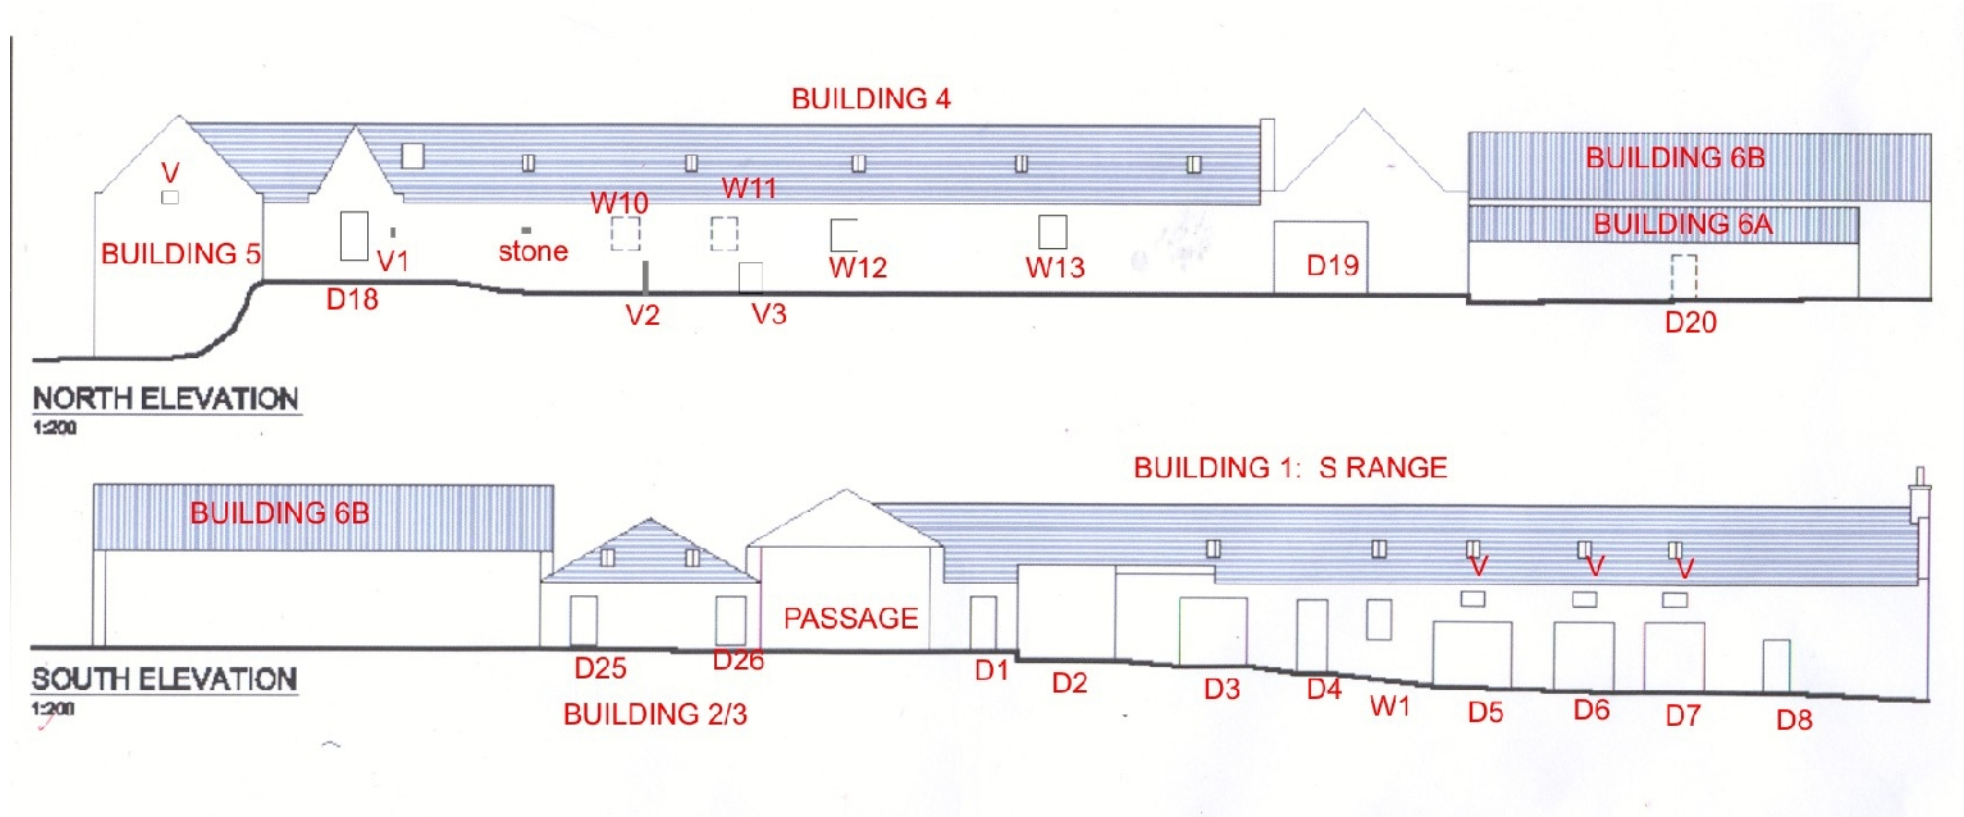 BUILDING 4
BUILDING 6B
V
W11
W10
BUILDING 6A
BUILDING 5
V1
stone
W12
W13
D19
D18
V2
V3
D20
NORTH ELEVATION
1:200
BUILDING 1: S RANGE
BUILDING 6B
V
V
V
PASSAGE
D25
D26
D1
D2
D3
D4
W1
D5
D6
D7
D8
SOUTH ELEVATION
1:200
BUILDING 2/3